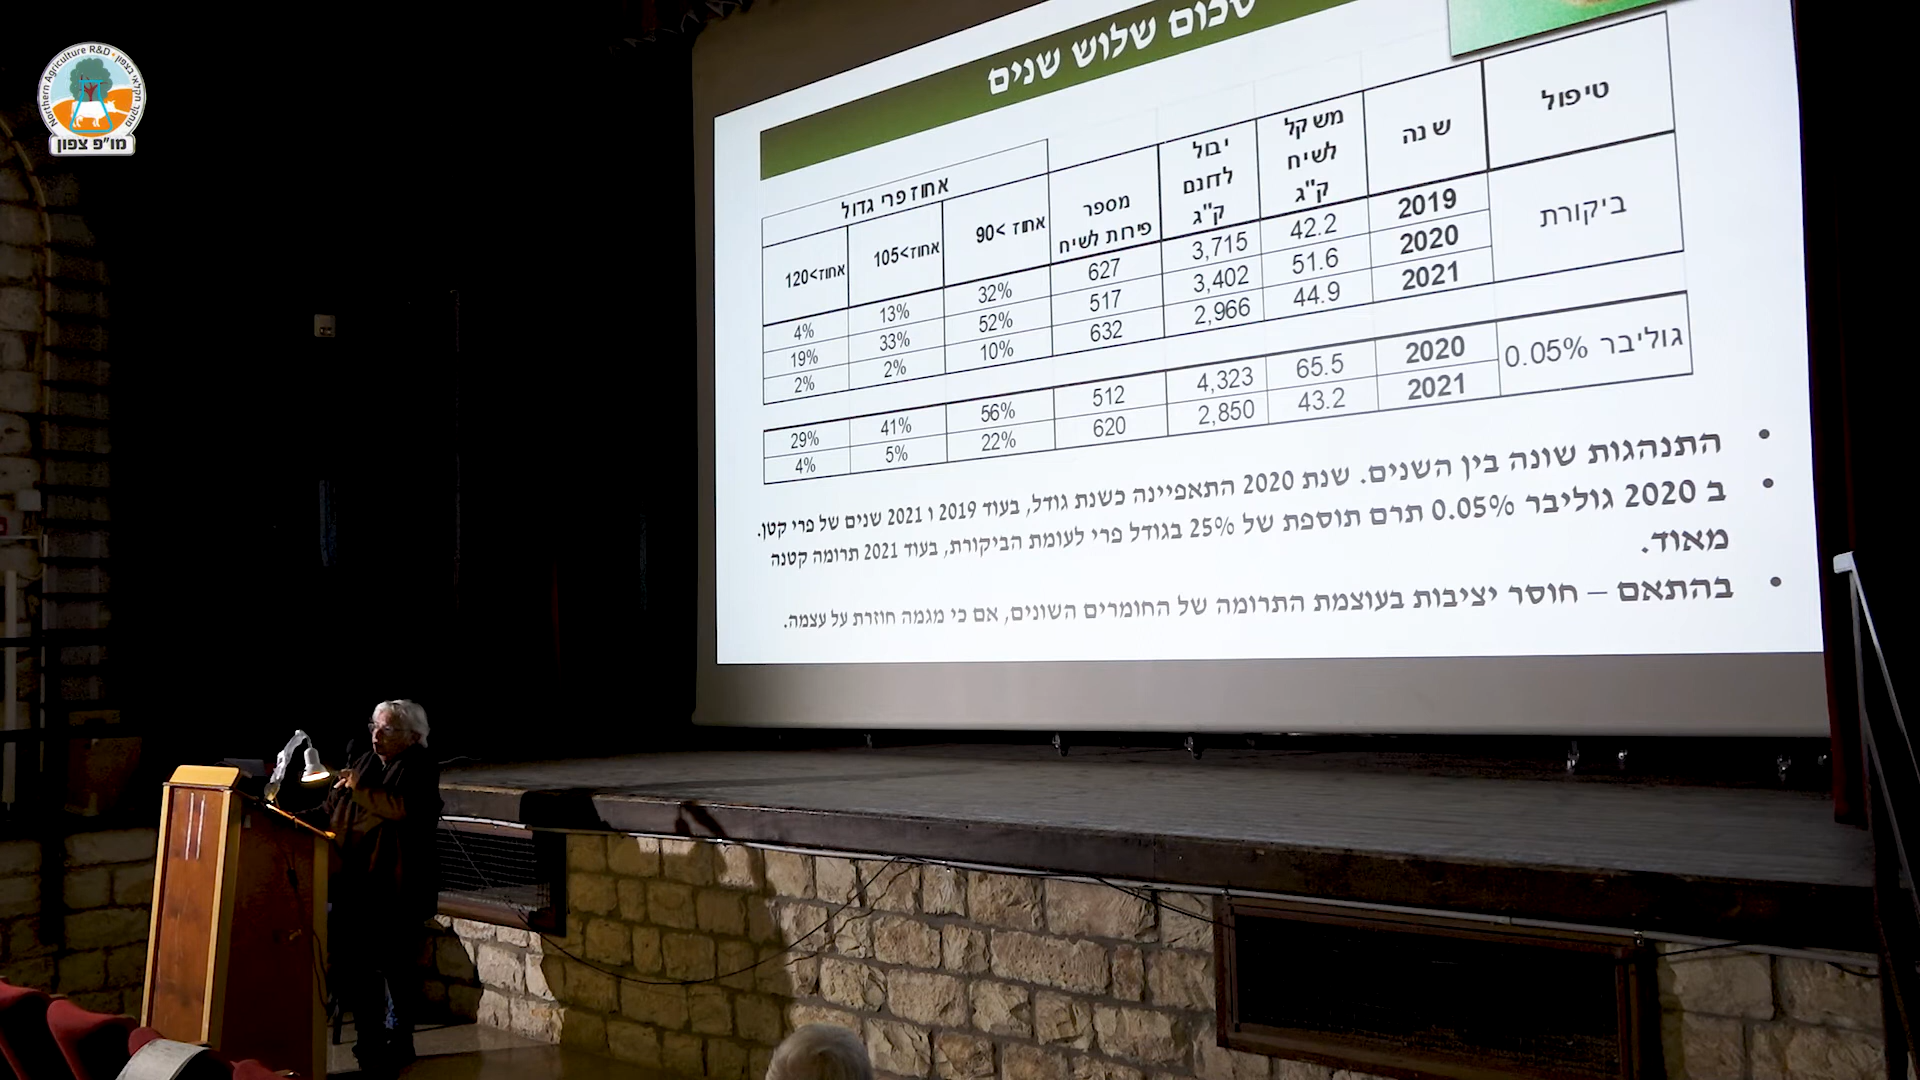 Northern Agriculture R&D • מחקר חקלאי בצפון
מו"פ צפון
סכום שלוש שנים
טיפול שנה משקל לשיח ק"ג יבול לדונם ק"ג מספר פירות לשיח אחוז פרי גדול
אחוז >90 אחוז>105 אחוז>120
ביקורת 2019 42.2 3,715 627 32% 13% 4%
2020 51.6 3,402 517 52% 33% 19%
2021 44.9 2,966 632 10% 2% 2%
גוליבר 0.05% 2020 65.5 4,323 512 56% 41% 29%
2021 43.2 2,850 620 22% 5% 4%
• התנהגות שונה בין השנים. שנת 2020 התאפיינה כשנת גודל, בעוד 2019 ו 2021 שנים של פרי קטן.
• ב 2020 גוליבר 0.05% תרם תוספת של 25% בגודל פרי לעומת הביקורת, בעוד 2021 תרומה קטנה
מאוד.
• בהתאם – חוסר יציבות בעוצמת התרומה של החומרים השונים, אם כי מגמה חוזרת על עצמה.